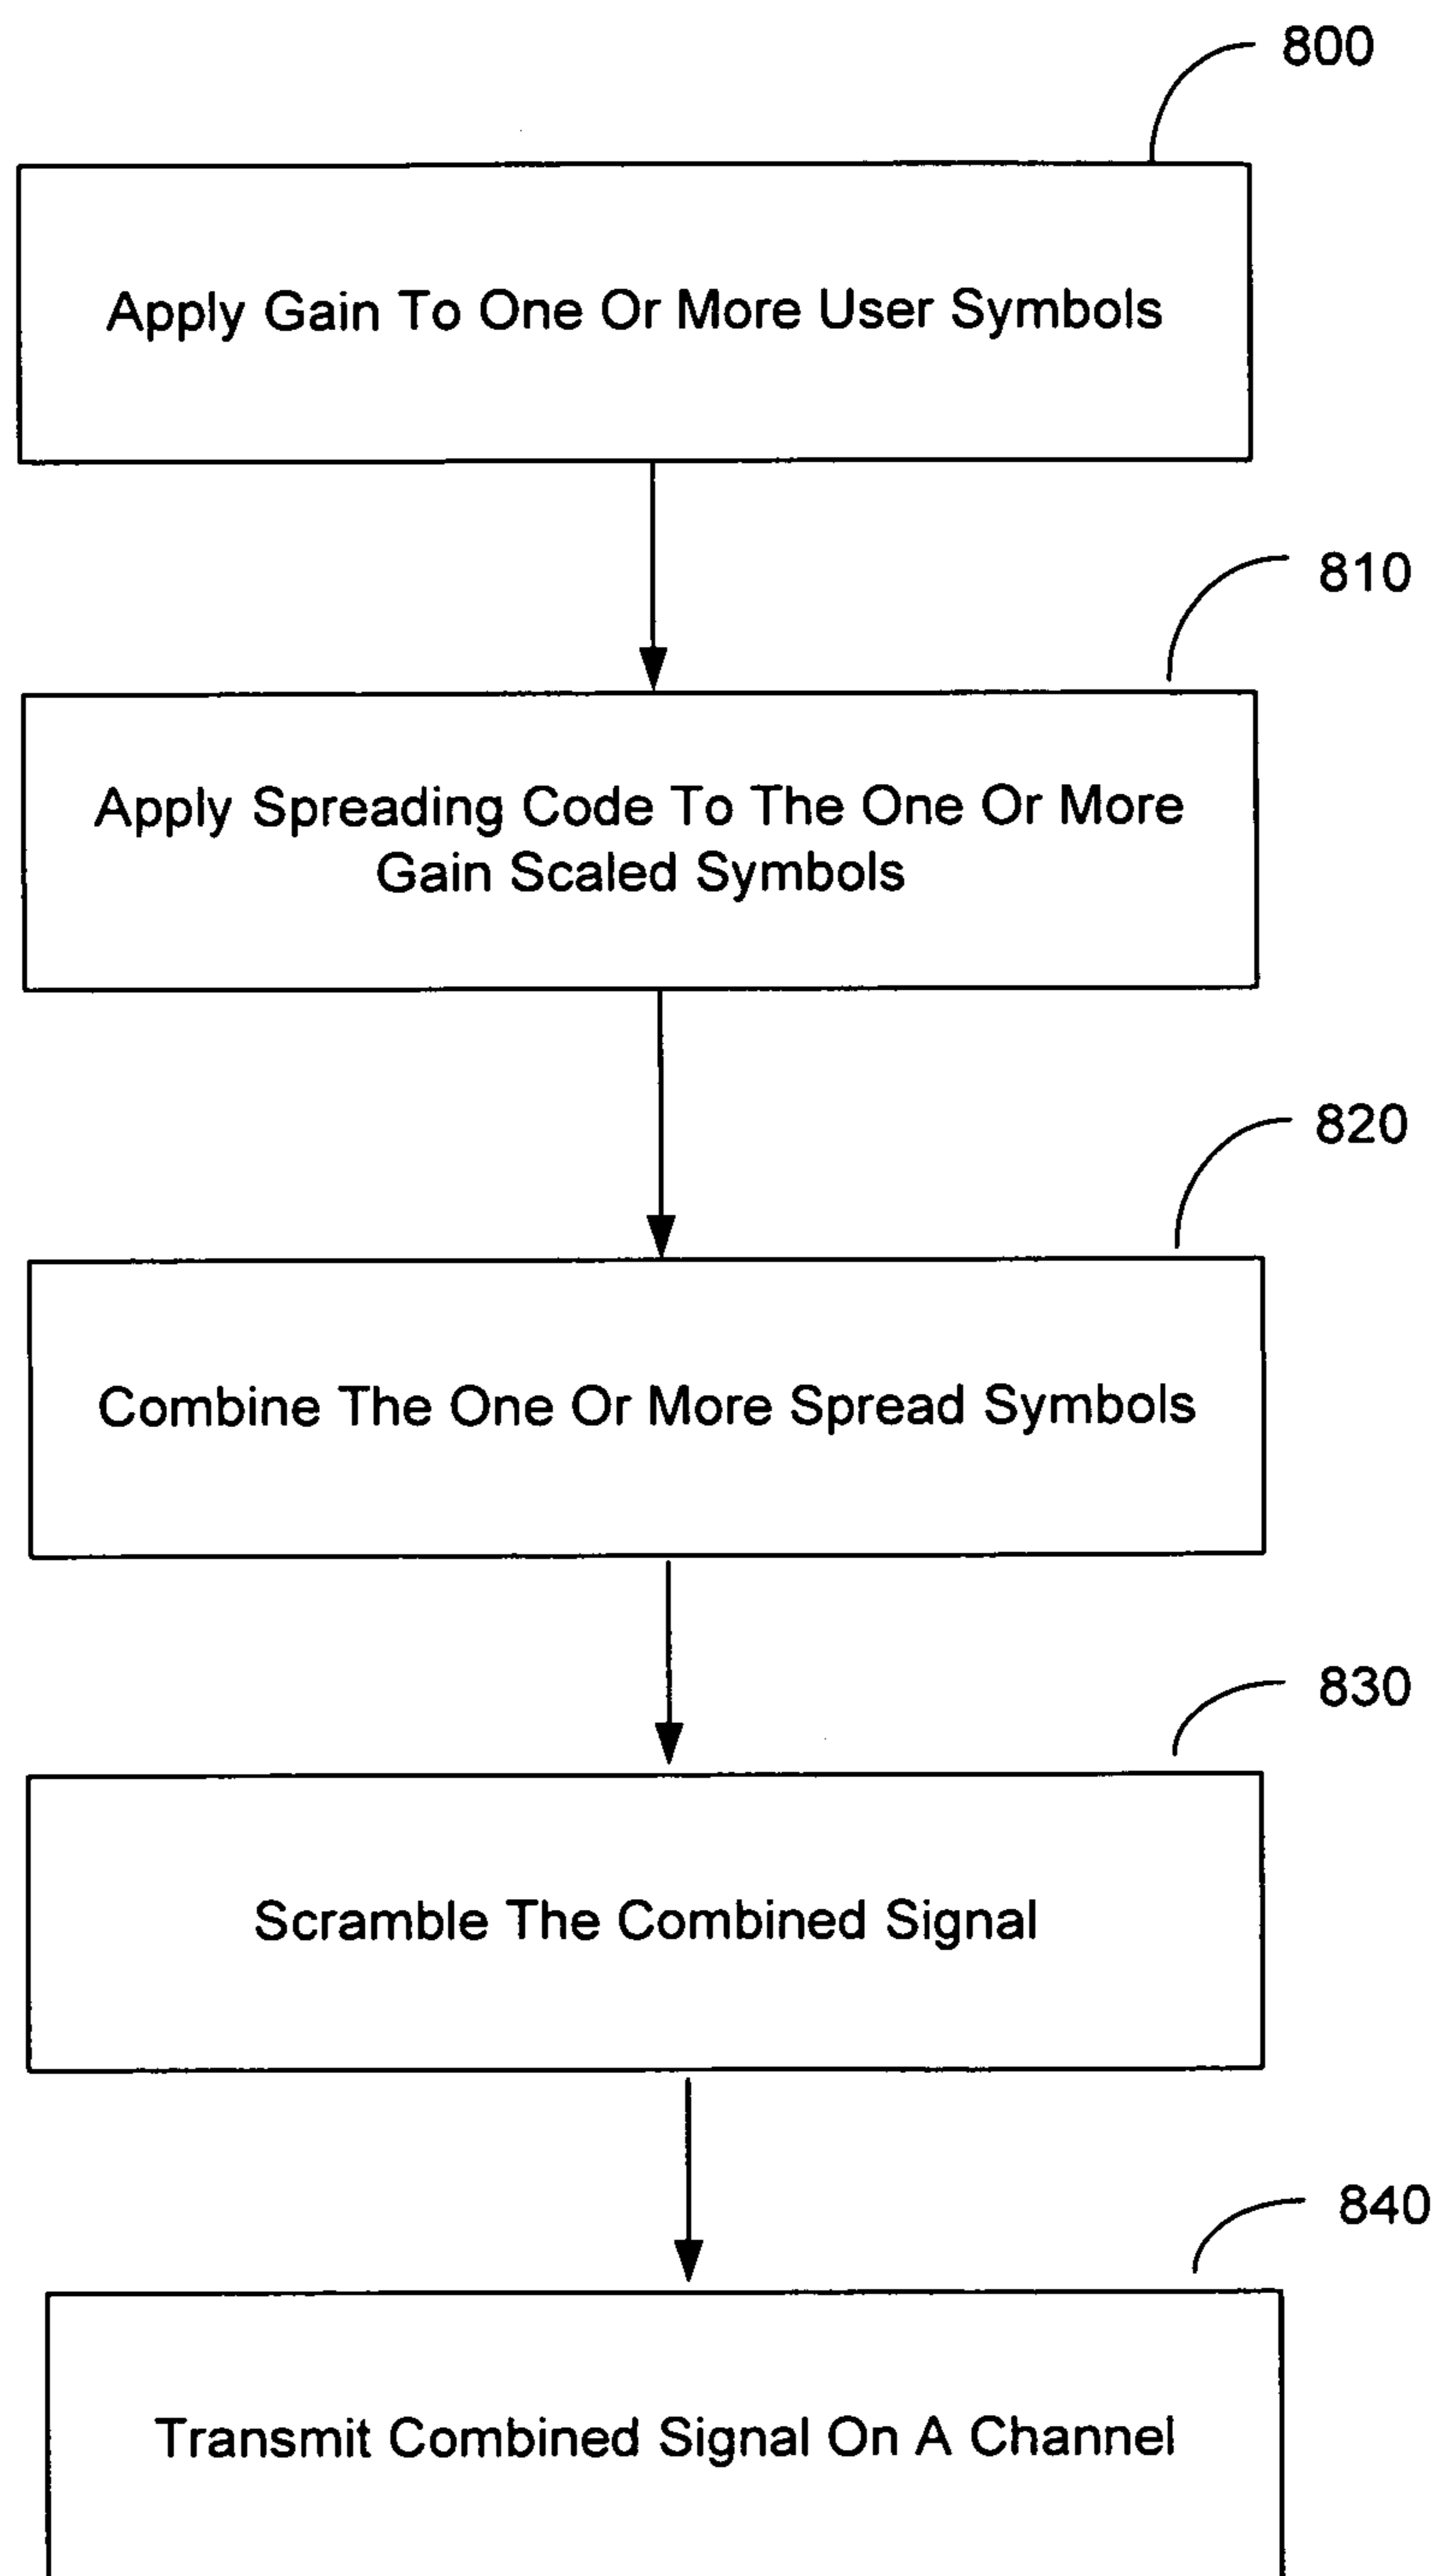 800
Apply Gain To One Or More User Symbols
810
Apply Spreading Code To The One Or More
Gain Scaled Symbols
820
Combine The One Or More Spread Symbols
830
Scramble The Combined Signal
840
Transmit Combined Signal On A Channel